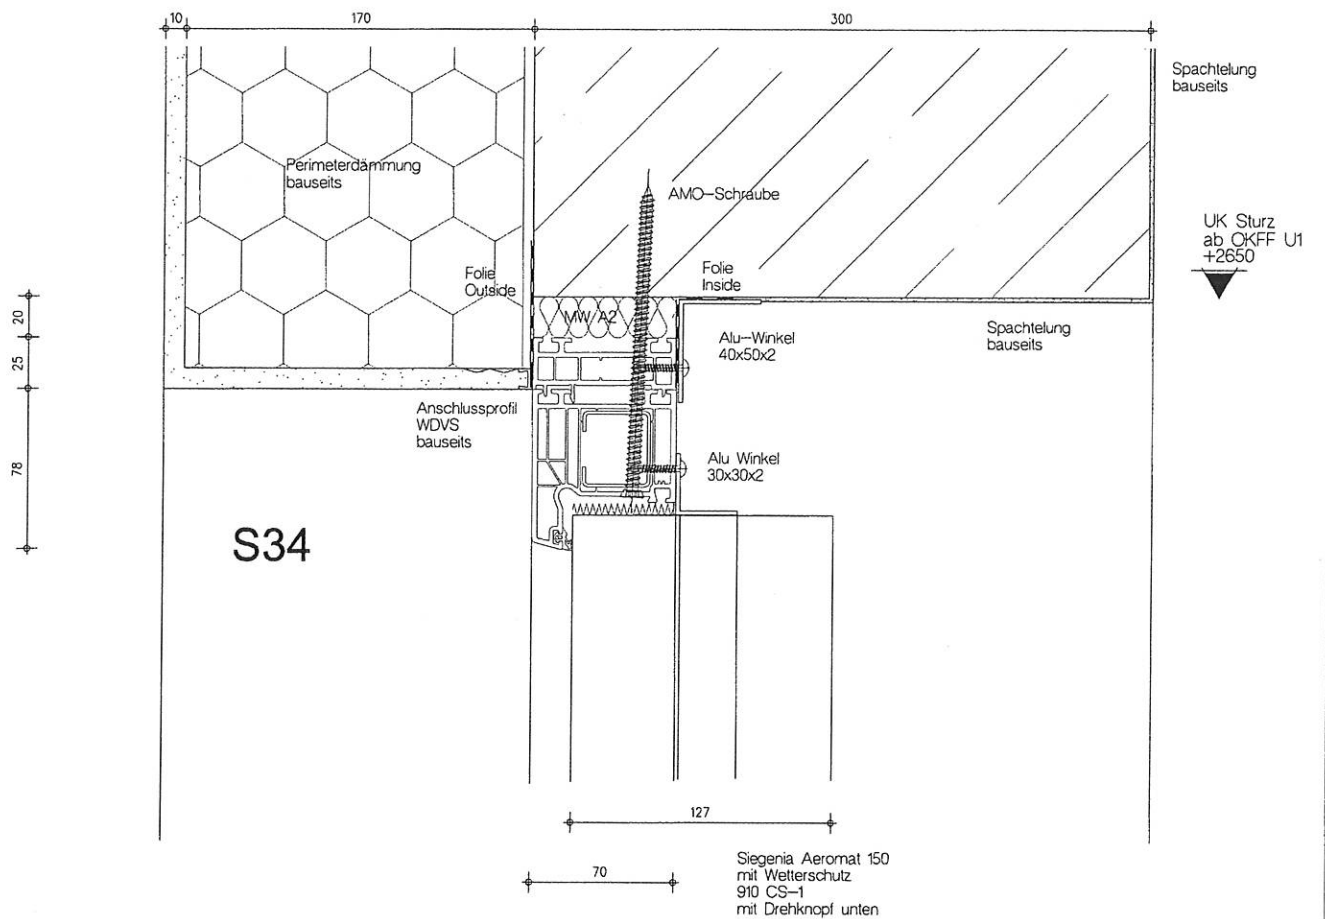 10
170
300
Spachtelung
bauseits
Perimeterdämmung
bauseits
AMO-Schraube
UK Sturz
ab OKFF U1
+2650
Folie
Outside
Folie
Inside
20
MW A2
Spachtelung
bauseits
Alu-Winkel
40x50x2
25
Anschlussprofil
WDVS
bauseits
78
Alu Winkel
30x30x2
S34
127
70
Siegenia Aeromat 150
mit Wetterschutz
910 CS-1
mit Drehknopf unten